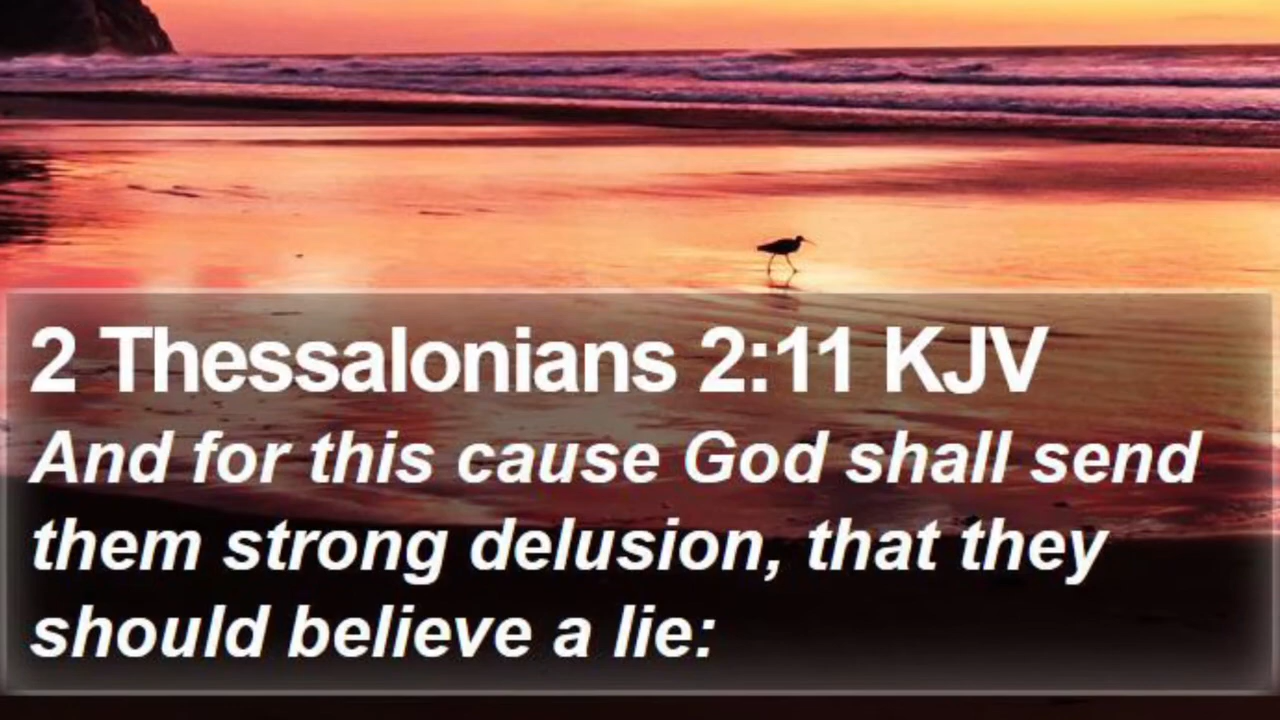 2 Thessalonians 2:11 KJV
And for this cause God shall send
them strong delusion, that they
should believe a lie: